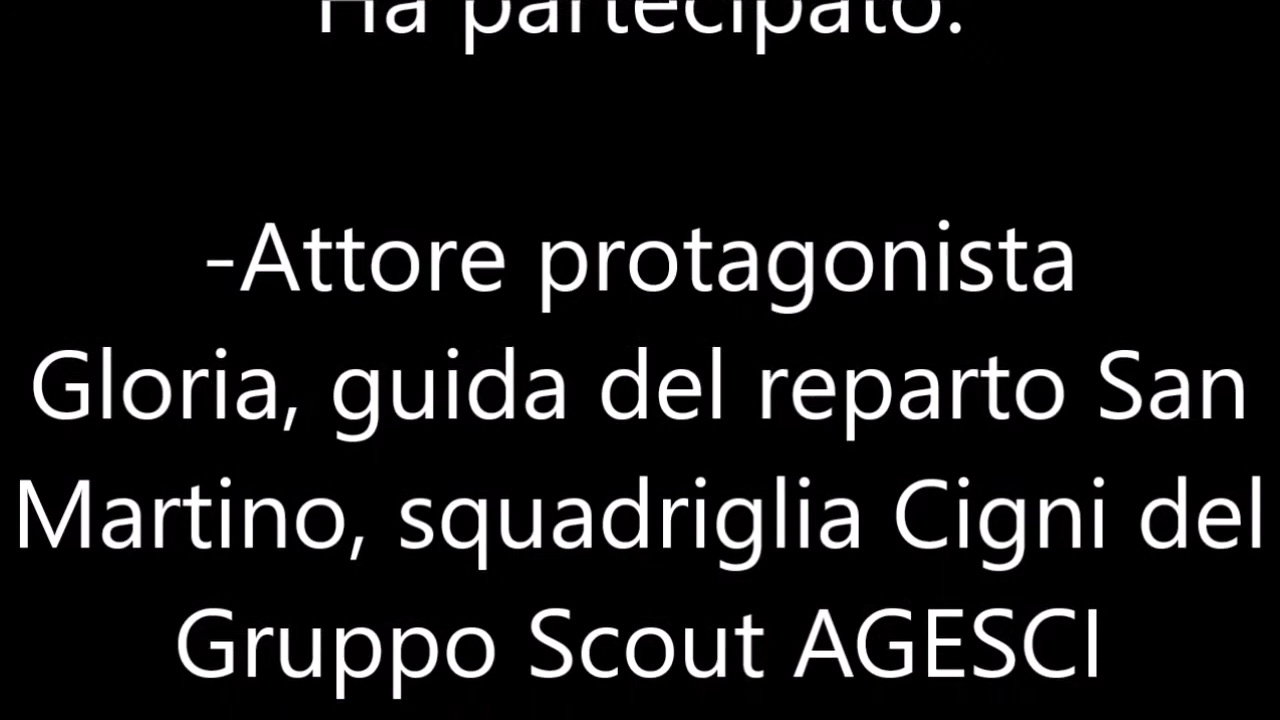 Ha partecipato:
-Attore protagonista
Gloria, guida del reparto San
Martino, squadriglia Cigni del
Gruppo Scout AGESCI